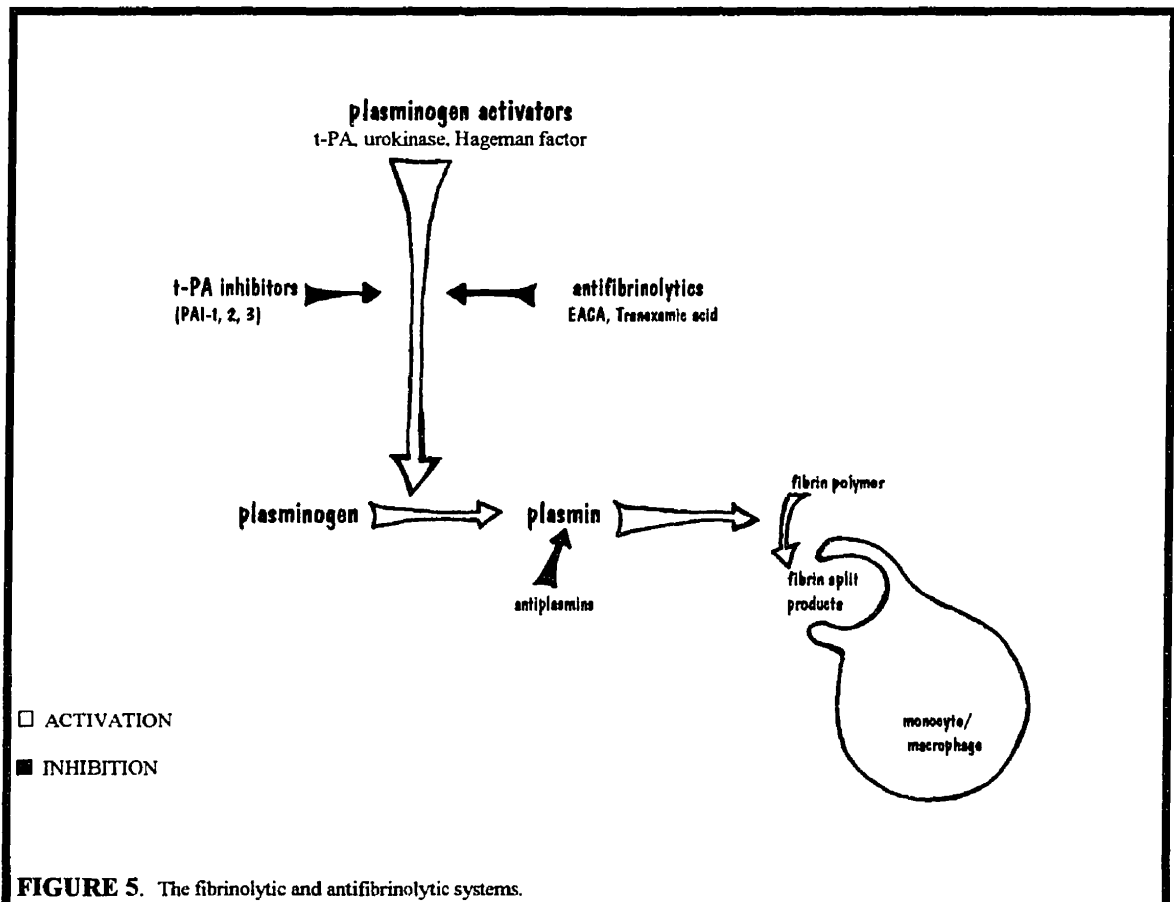 plasminogen activators
t-PA, urokinase, Hageman factor
t-PA inhibitors
(PAI-1, 2, 3)
antifibrinolytics
EACA, Tranexamic acid
plasminogen
plasmin
antiplasmins
fibrin polymer
fibrin split
products
monocyte/
macrophage
□ ACTIVATION
■ INHIBITION
FIGURE 5. The fibrinolytic and antifibrinolytic systems.